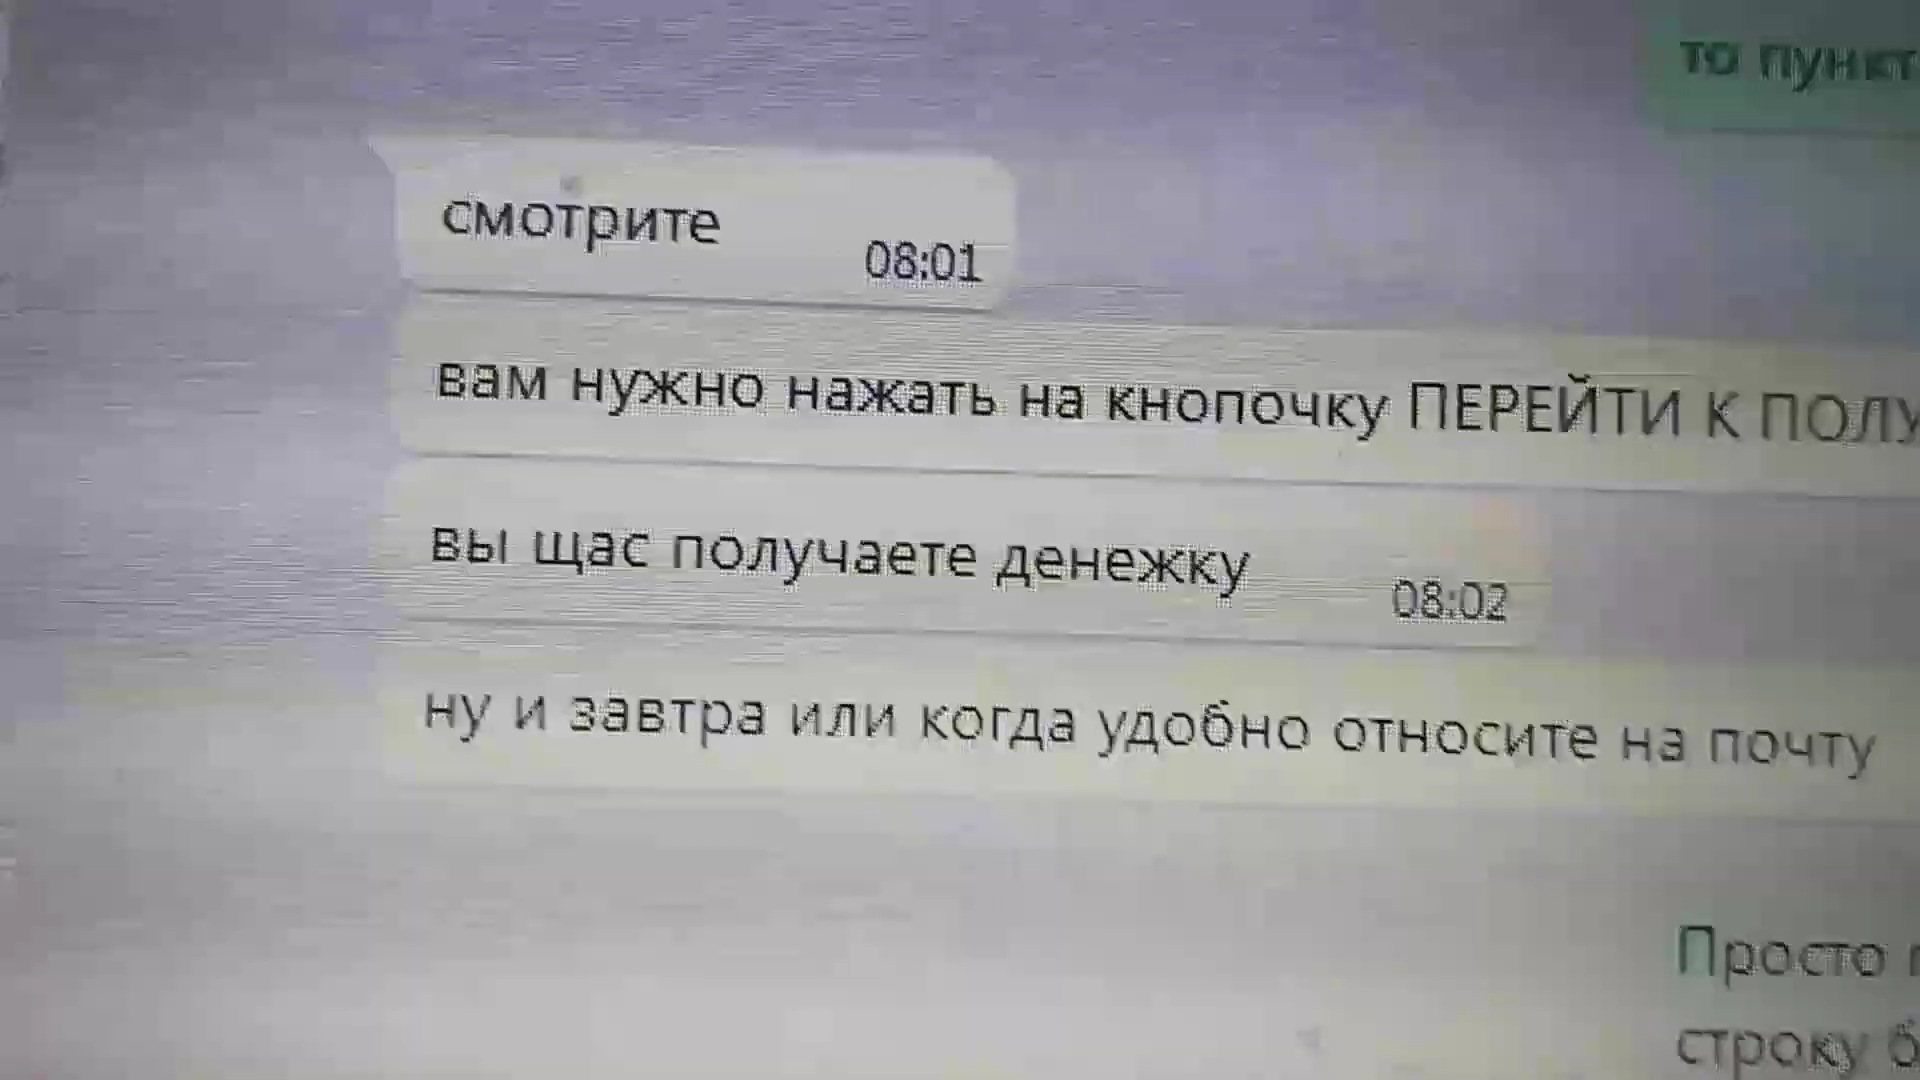 то пункт
смотрите
08:01
вам нужно нажать на кнопочку ПЕРЕЙТИ К ПОЛУ
вы щас получаете денежку
08:02
ну и завтра или когда удобно относите на почту
Просто
строку б